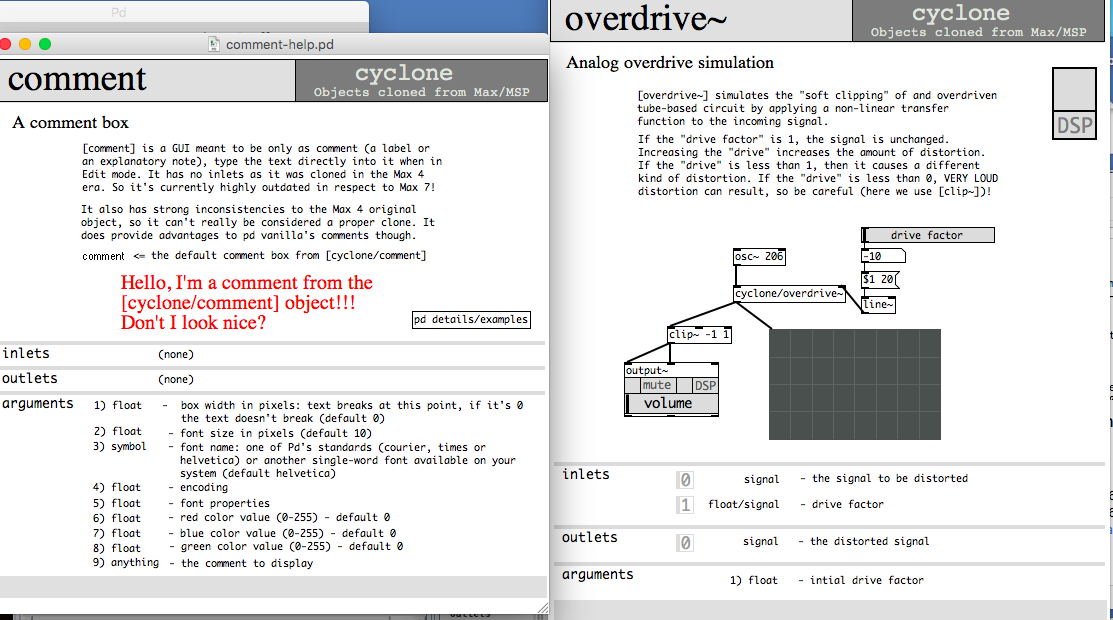 Pd
comment-help.pd
comment
cyclone
Objects cloned from Max/MSP
A comment box
[comment] is a GUI meant to be only as comment (a label or
an explanatory note), type the text directly into it when in
Edit mode. It has no inlets as it was cloned in the Max 4
era. So it's currently highly outdated in respect to Max 7!
It also has strong inconsistencies to the Max 4 original
object, so it can't really be considered a proper clone. It
does provide advantages to pd vanilla's comments though.
comment <= the default comment box from [cyclone/comment]
Hello, I'm a comment from the
[cyclone/comment] object!!!
Don't I look nice?
pd details/examples
inlets (none)
outlets (none)
arguments 1) float - box width in pixels: text breaks at this point, if it's 0
the text doesn't break (default 0)
2) float - font size in pixels (default 10)
3) symbol - font name: one of Pd's standards (courier, times or
helvetica) or another single-word font available on your
system (default helvetica)
4) float - encoding
5) float - font properties
6) float - red color value (0-255) - default 0
7) float - blue color value (0-255) - default 0
8) float - green color value (0-255) - default 0
9) anything - the comment to display
outlets
overdrive~
cyclone
Objects cloned from Max/MSP
Analog overdrive simulation
[overdrive~] simulates the "soft clipping" of and overdriven
tube-based circuit by applying a non-linear transfer
function to the incoming signal.
If the "drive factor" is 1, the signal is unchanged.
Increasing the "drive" increases the amount of distortion.
If the "drive" is less than 1, then it causes a different
kind of distortion. If the "drive" is less than 0, VERY LOUD
distortion can result, so be careful (here we use [clip~])!
DSP
drive factor
osc~ 206
-10
$1 20
cyclone/overdrive~
line~
clip~ -1 1
output~
mute DSP
volume
inlets 0 signal - the signal to be distorted
1 float/signal - drive factor
outlets 0 signal - the distorted signal
arguments 1) float - intial drive factor